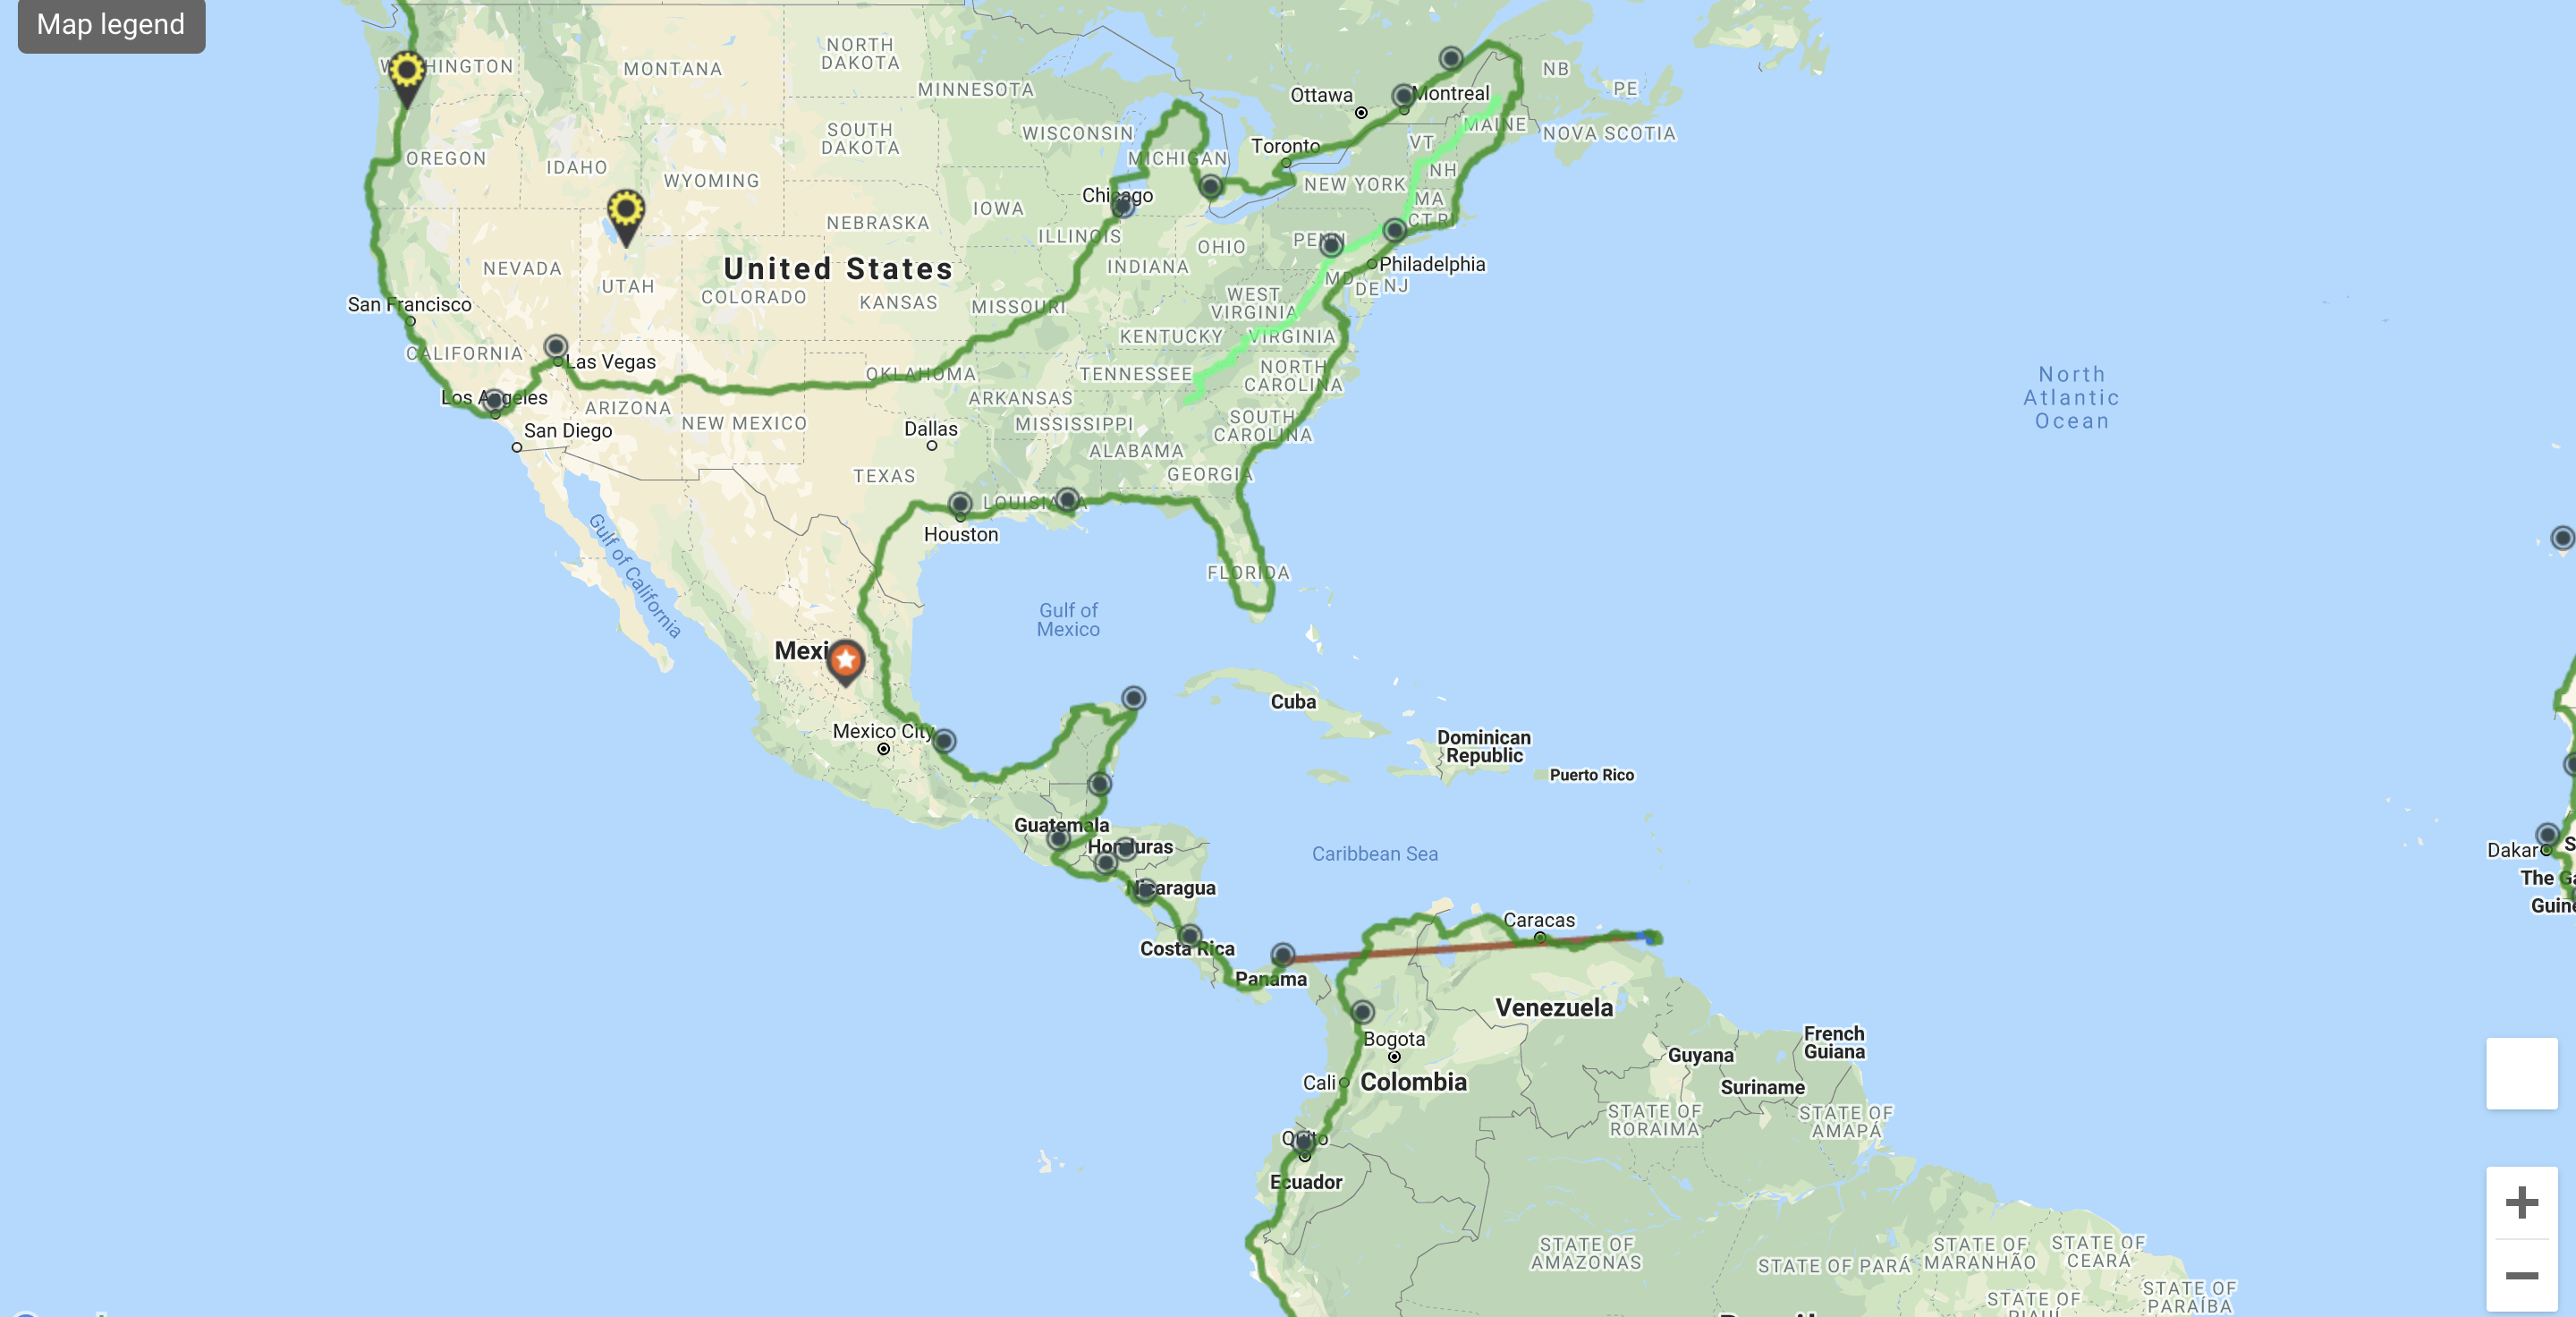 Map legend
WASHINGTON
MONTANA
NORTH
DAKOTA
MINNESOTA
Ottawa
Montreal
NB
PE
OREGON
IDAHO
WYOMING
SOUTH
DAKOTA
WISCONSIN
MICHIGAN
Toronto
VT
MAINE
NOVA SCOTIA
NH
NEW YORK
MA
CT RI
Chicago
IOWA
NEBRASKA
ILLINOIS
OHIO
PENN
NEVADA
United States
INDIANA
Philadelphia
MD
DE
NJ
UTAH
COLORADO
KANSAS
MISSOURI
WEST
VIRGINIA
San Francisco
KENTUCKY
VIRGINIA
CALIFORNIA
Las Vegas
OKLAHOMA
TENNESSEE
NORTH
CAROLINA
North
Atlantic
Ocean
Los Angeles
ARIZONA
NEW MEXICO
ARKANSAS
MISSISSIPPI
SOUTH
CAROLINA
San Diego
Dallas
ALABAMA
TEXAS
GEORGIA
LOUISIANA
Houston
Gulf of California
FLORIDA
Gulf of
Mexico
Mexi
Cuba
Mexico City
Dominican
Republic
Puerto Rico
Guatemala
Honduras
Caribbean Sea
Dakar
S
The Ga
Guine
Nicaragua
Caracas
Costa Rica
Panama
Venezuela
Bogota
French
Guiana
Guyana
Cali
Colombia
Suriname
STATE OF
RORAIMA
STATE OF
AMAPÁ
Quito
Ecuador
STATE OF
AMAZONAS
STATE OF PARÁ
STATE OF
MARANHÃO
STATE OF
CEARÁ
STATE OF
PARAÍBA
STATE OF
PIAUÍ